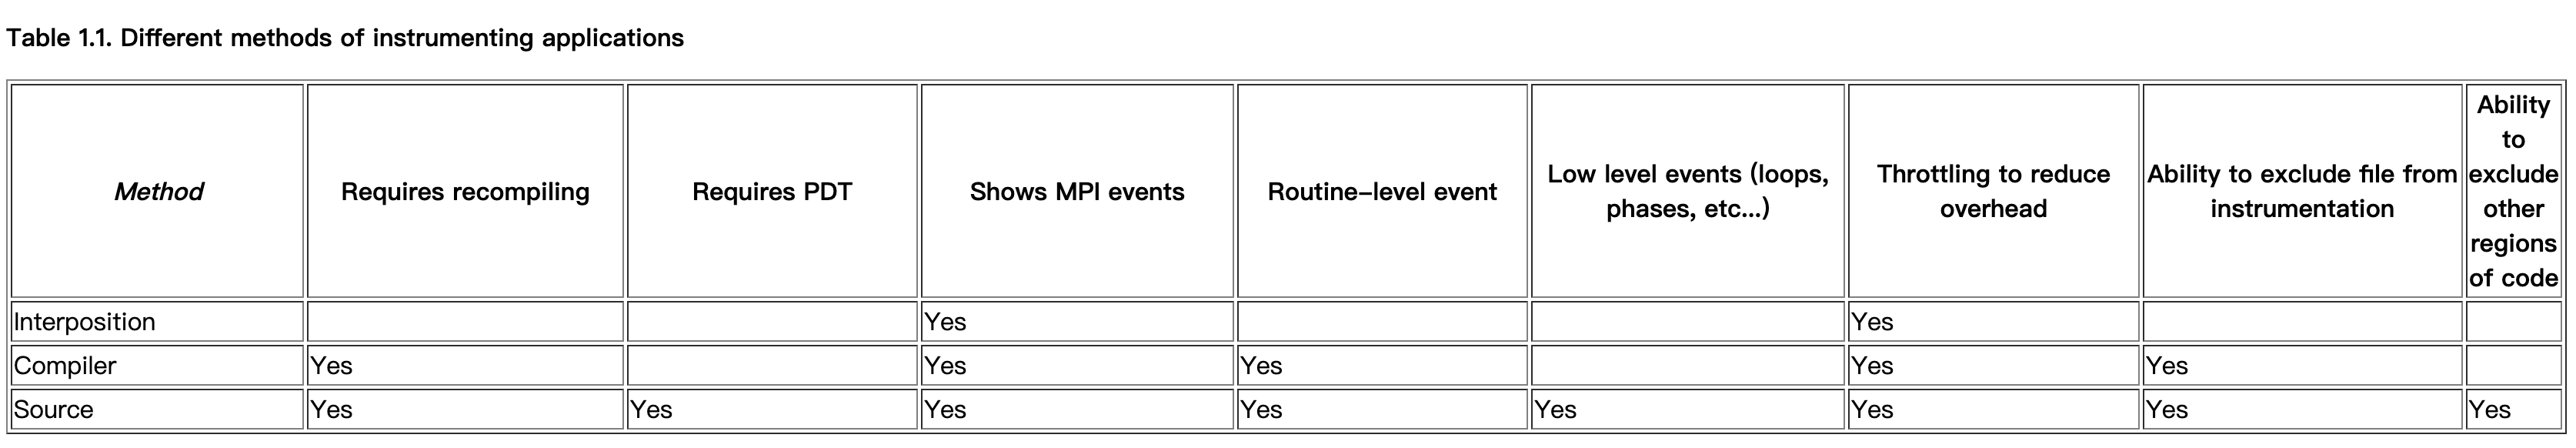 Table 1.1. Different methods of instrumenting applications
Method Requires recompiling Requires PDT Shows MPI events Routine-level event Low level events (loops, phases, etc...) Throttling to reduce overhead Ability to exclude file from instrumentation Ability to exclude other regions of code
Interposition Yes Yes
Compiler Yes Yes Yes Yes Yes
Source Yes Yes Yes Yes Yes Yes Yes Yes